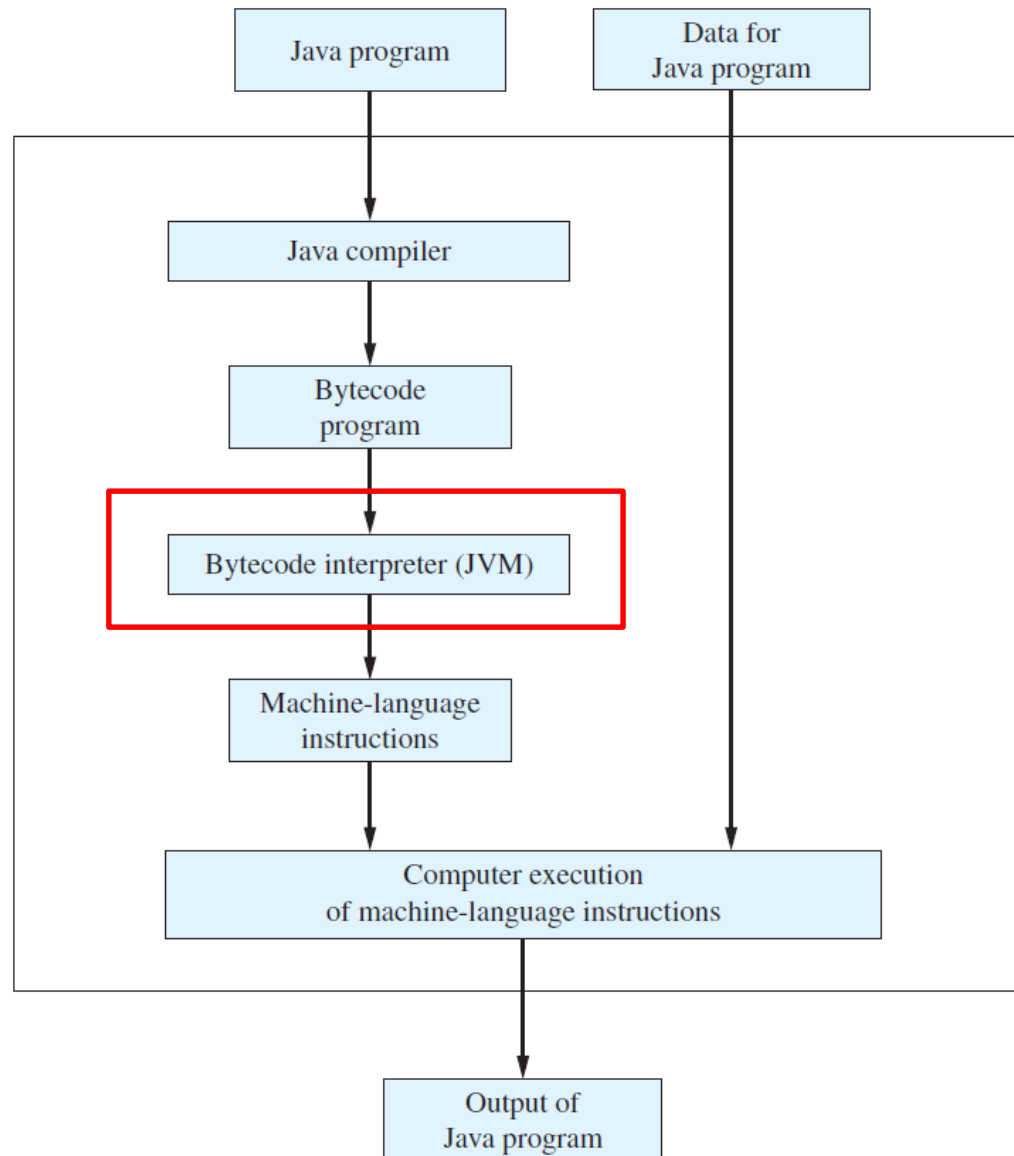 Java program
Data for
Java program
Java compiler
Bytecode
program
Bytecode interpreter (JVM)
Machine-language
instructions
Computer execution
of machine-language instructions
Output of
Java program